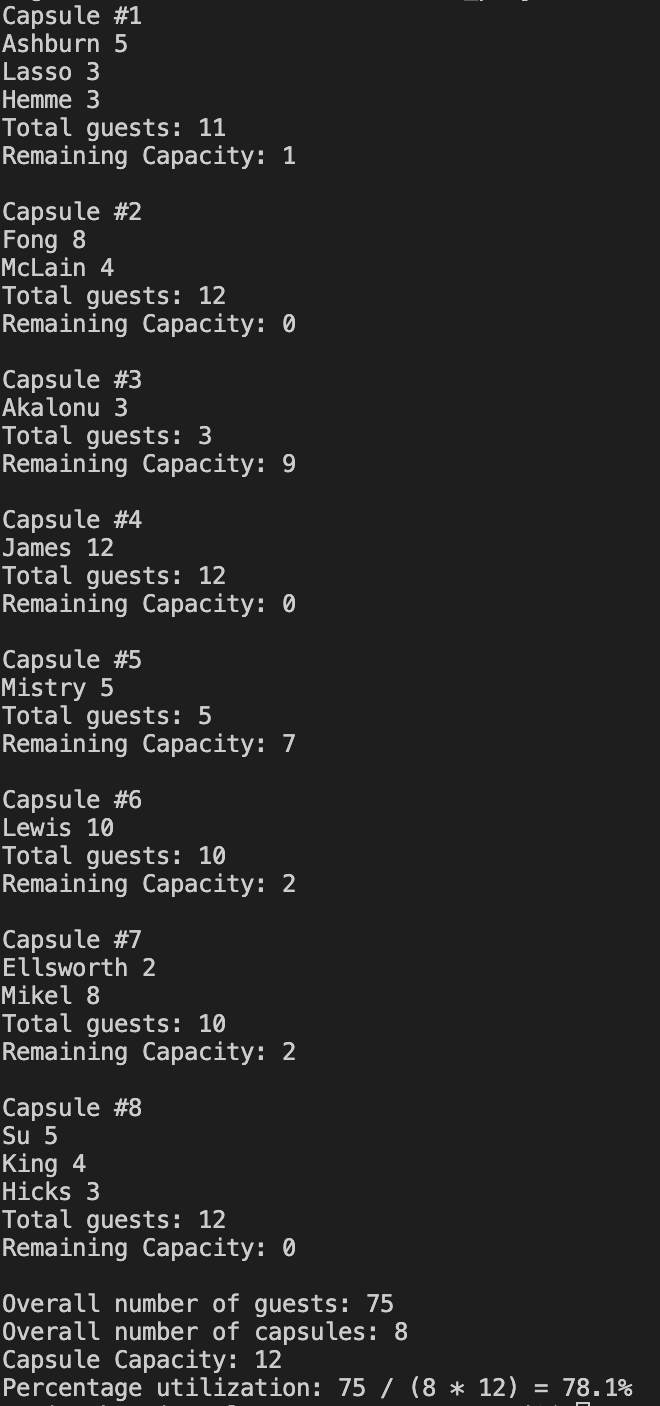 Capsule #1
Ashburn 5
Lasso 3
Hemme 3
Total guests: 11
Remaining Capacity: 1
Capsule #2
Fong 8
McLain 4
Total guests: 12
Remaining Capacity: 0
Capsule #3
Akalonu 3
Total guests: 3
Remaining Capacity: 9
Capsule #4
James 12
Total guests: 12
Remaining Capacity: 0
Capsule #5
Mistry 5
Total guests: 5
Remaining Capacity: 7
Capsule #6
Lewis 10
Total guests: 10
Remaining Capacity: 2
Capsule #7
Ellsworth 2
Mikel 8
Total guests: 10
Remaining Capacity: 2
Capsule #8
Su 5
King 4
Hicks 3
Total guests: 12
Remaining Capacity: 0
Overall number of guests: 75
Overall number of capsules: 8
Capsule Capacity: 12
Percentage utilization: 75 / (8 * 12) = 78.1%